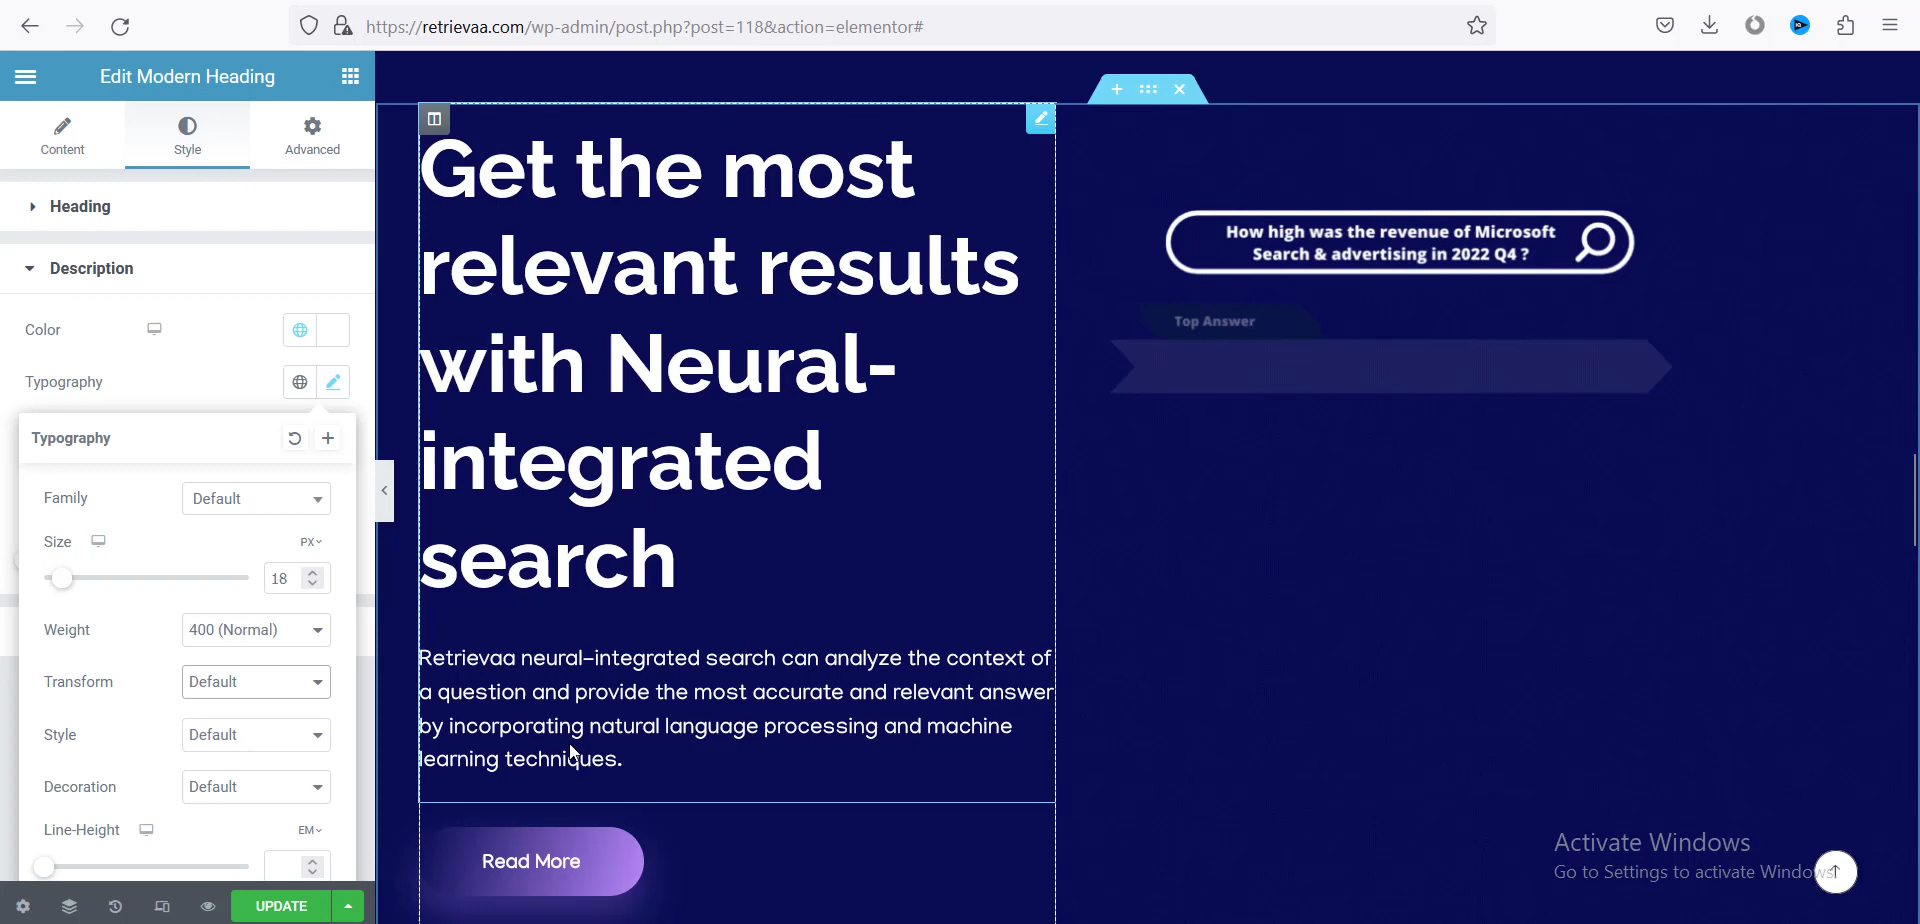 https://retrievaa.com/wp-admin/post.php?post=118&action=elementor#
Edit Modern Heading
Content
Style
Advanced
Heading
Description
Color
Typography
Typography
Family
Default
Size
PX
18
Weight
400 (Normal)
Transform
Default
Style
Default
Decoration
Default
Line-Height
EM
UPDATE
Get the most
relevant results
with Neural-
integrated
search
Retrievaa neural-integrated search can analyze the context of
a question and provide the most accurate and relevant answer
by incorporating natural language processing and machine
learning techniques.
Read More
How high was the revenue of Microsoft
Search & advertising in 2022 Q4 ?
Top Answer
Activate Windows
Go to Settings to activate Windows.